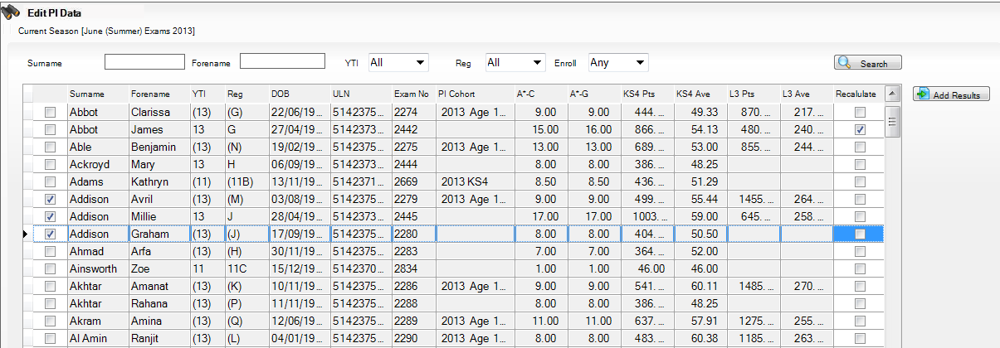 Edit PI Data
Current Season [June (Summer) Exams 2013]
Surname Forename YTI All Reg All Enroll Any Search
Surname Forename YTI Reg DOB ULN Exam No PI Cohort A*-C A*-G KS4 Pts KS4 Ave L3 Pts L3 Ave Recalulate Add Results
Abbot Clarissa (13) (G) 22/06/19... 5142375... 2274 2013 Age 1... 9.00 9.00 444. ... 49.33 870. ... 217. ...
Abbot James 13 G 27/04/19... 5142373... 2442 15.00 16.00 866. ... 54.13 480. ... 240. ...
Able Benjamin (13) (N) 19/02/19... 5142375... 2275 2013 Age 1... 13.00 13.00 689. ... 53.00 855. ... 244. ...
Ackroyd Mary 13 H 06/09/19... 5142373... 2444 8.00 8.00 386. ... 48.25
Adams Kathryn (11) (11B) 13/11/19... 5142371... 2669 2013 KS4 8.50 8.50 436. ... 51.29
Addison Avril (13) (M) 03/08/19... 5142375... 2279 2013 Age 1... 9.00 9.00 499. ... 55.44 1455. ... 264. ...
Addison Millie 13 J 28/04/19... 5142373... 2445 17.00 17.00 1003. ... 59.00 645. ... 258. ...
Addison Graham (13) (J) 17/09/19... 5142375... 2280 8.00 8.00 404. ... 50.50
Ahmad Arfa (13) (H) 30/11/19... 5142375... 2283 7.00 7.00 364. ... 52.00
Ainsworth Zoe 11 11C 15/12/19... 5142370... 2834 1.00 1.00 46.00 46.00
Akhtar Amanat (13) (K) 10/11/19... 5142375... 2286 2013 Age 1... 9.00 9.00 541. ... 60.11 1485. ... 270. ...
Akhtar Rahana (13) (P) 11/11/19... 5142375... 2288 8.00 8.00 386. ... 48.25
Akram Amina (13) (Q) 12/06/19... 5142375... 2289 2013 Age 1... 11.00 11.00 637. ... 57.91 1275. ... 255. ...
Al Amin Ranjit (13) (L) 04/01/19... 5142375... 2290 2013 Age 1... 8.00 8.00 483. ... 60.38 1185. ... 263. ...